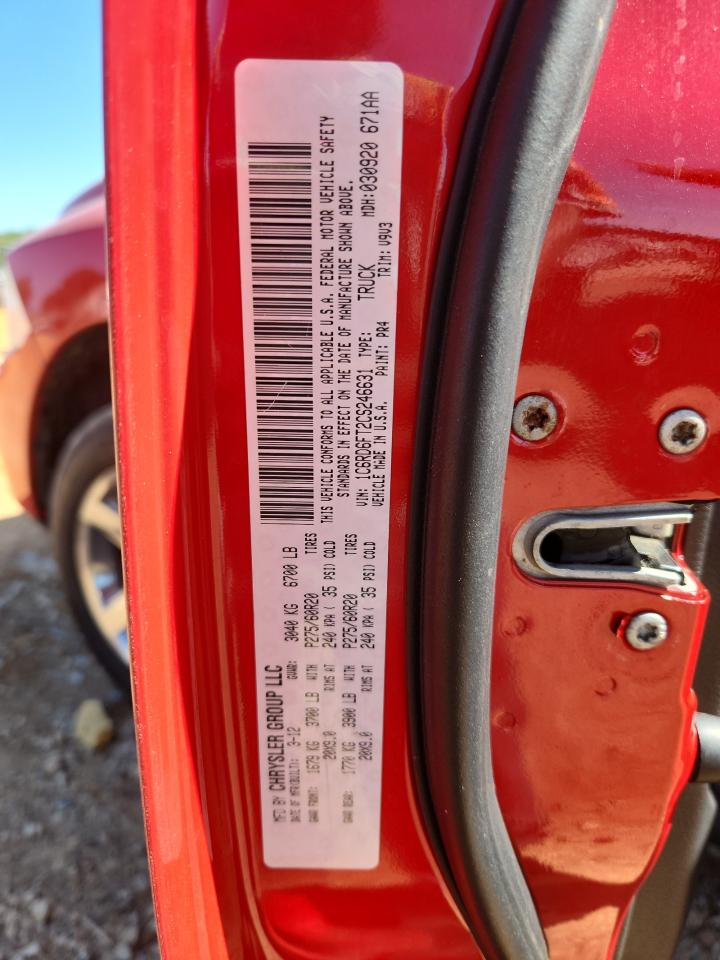 MFD BY CHRYSLER GROUP LLC
DATE OF MFR(BUILT): 3-12 GVWR: 3040 KG 6700 LB
GAWR FRONT: 1679 KG 3700 LB WITH P275/60R20 TIRES
20X9.0 RIMS AT 240 KPA ( 35 PSI) COLD
GAWR REAR: 1770 KG 3900 LB WITH P275/60R20 TIRES
20X9.0 RIMS AT 240 KPA ( 35 PSI) COLD
THIS VEHICLE CONFORMS TO ALL APPLICABLE U.S.A. FEDERAL MOTOR VEHICLE SAFETY
STANDARDS IN EFFECT ON THE DATE OF MANUFACTURE SHOWN ABOVE.
VIN: 1C6RD6FT2CS246631 TYPE: TRUCK MDH:030920 671AA
VEHICLE MADE IN U.S.A. PAINT: PR4 TRIM: V9V3